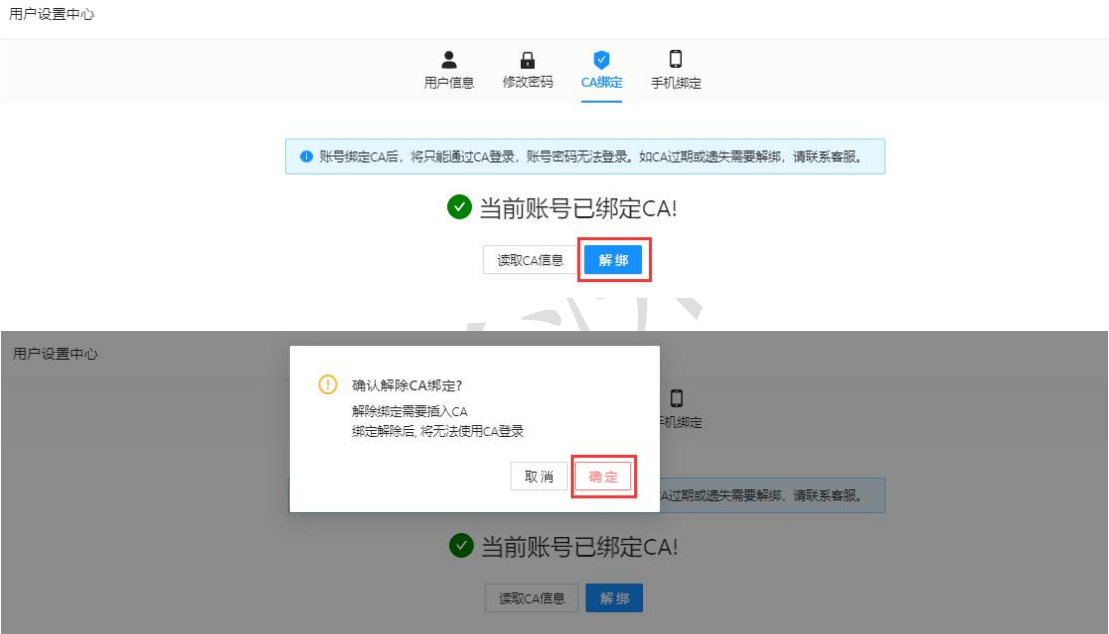 用户设置中心
用户信息 修改密码 CA绑定 手机绑定
账号绑定CA后，将只能通过CA登录，账号密码无法登录。如CA过期或遗失需要解绑，请联系客服。
当前账号已绑定CA!
读取CA信息 解绑
用户设置中心
确认解除CA绑定?
解除绑定需要插入CA
绑定解除后, 将无法使用CA登录
取消 确定
机绑定
过期或遗失需要解绑，请联系客服。
当前账号已绑定CA!
读取CA信息 解绑